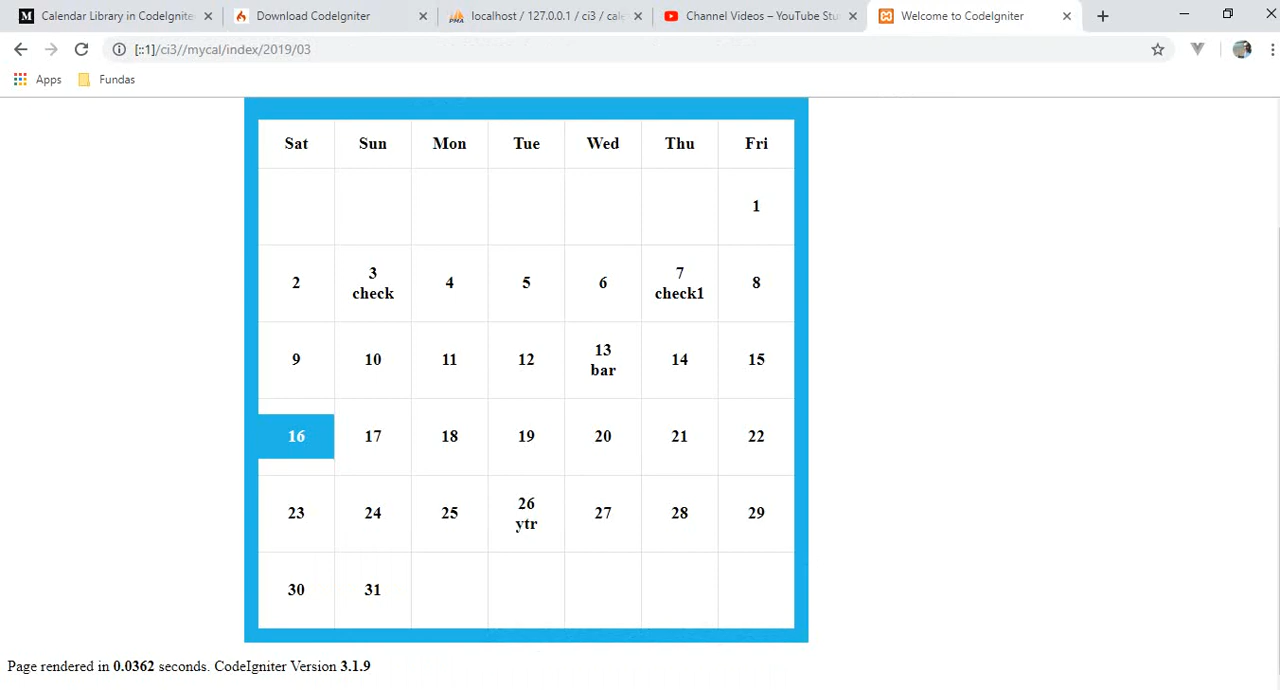 Calendar Library in CodeIgnite
Download CodeIgniter
localhost / 127.0.0.1 / ci3 / cale
Channel Videos – YouTube Stu
Welcome to CodeIgniter
[::1]/ci3//mycal/index/2019/03
Apps
Fundas
Sat Sun Mon Tue Wed Thu Fri
1
2 3 4 5 6 7 8
check check1
9 10 11 12 13 14 15
bar
16 17 18 19 20 21 22
23 24 25 26 27 28 29
ytr
30 31
Page rendered in 0.0362 seconds. CodeIgniter Version 3.1.9